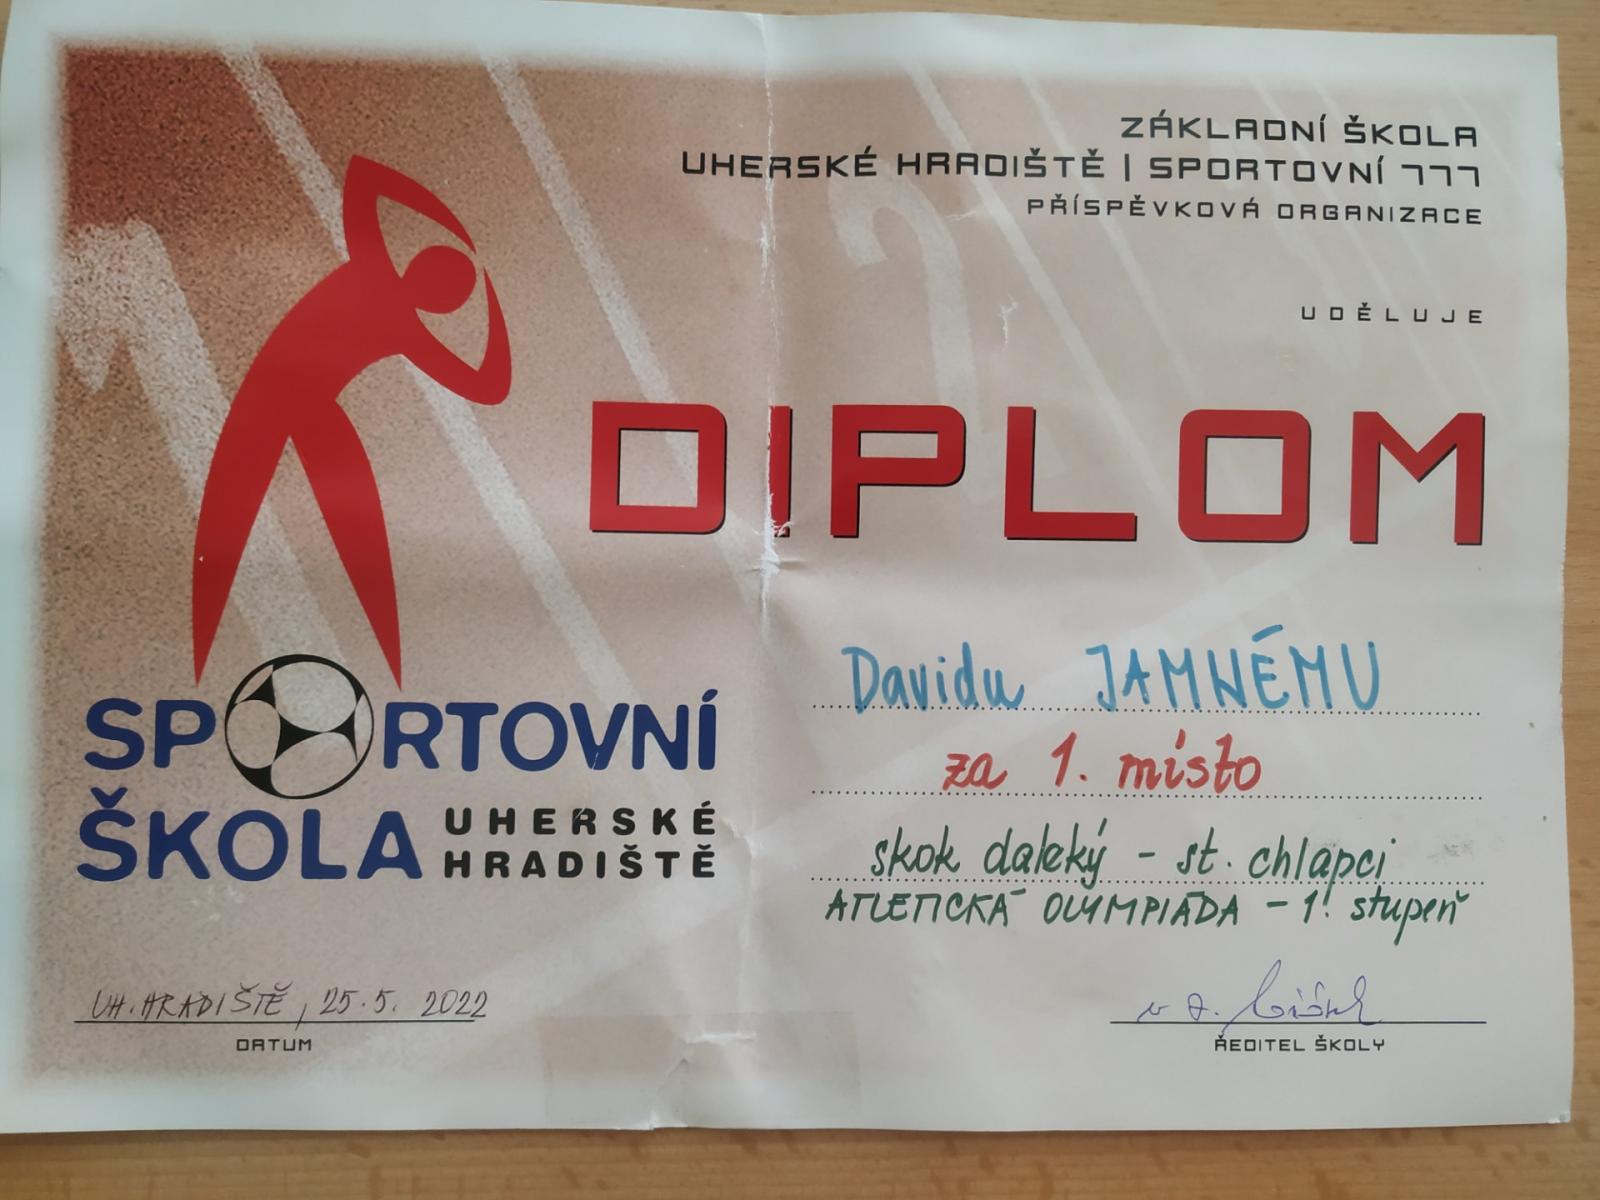 ZÁKLADNÍ ŠKOLA
UHERSKÉ HRADIŠTĚ | SPORTOVNÍ 777
PŘÍSPĚVKOVÁ ORGANIZACE
UDĚLUJE
DIPLOM
Davidu JAMNÉMU
za 1. místo
skok daleký - st. chlapci
ATLETICKÁ OLYMPIÁDA - 1. stupeň
SPORTOVNÍ
ŠKOLA UHERSKÉ
HRADIŠTĚ
UH. HRADIŠTĚ, 25.5. 2022
DATUM
ŘEDITEL ŠKOLY